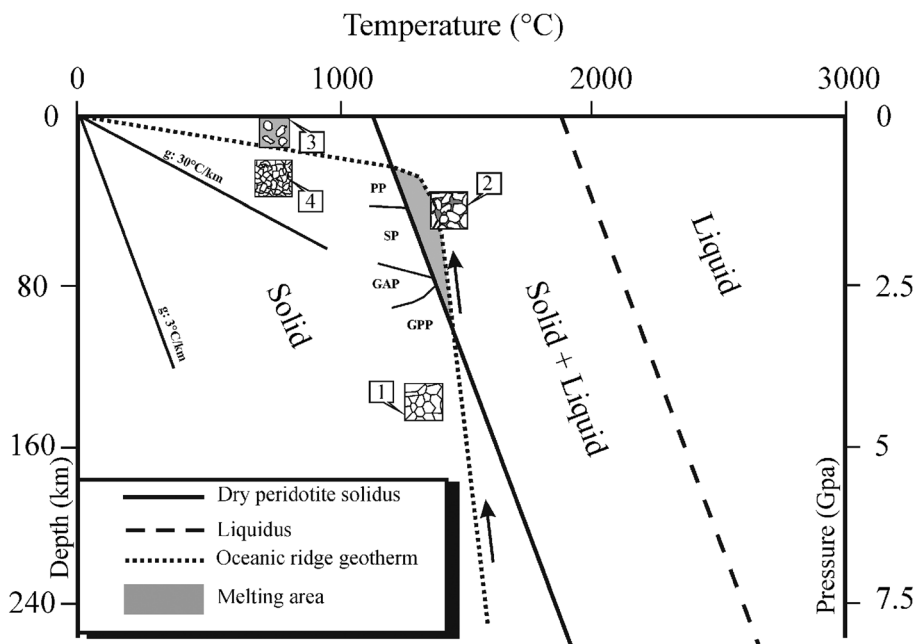 Temperature (°C)
0 1000 2000 3000
0 0
3
g: 30°C/km
4
2
PP
SP
Liquid
80 2.5
GAP
Solid
g: 3°C/km
GPP
Solid + Liquid
1
160 5
Depth (km)
Pressure (Gpa)
Dry peridotite solidus
Liquidus
Oceanic ridge geotherm
Melting area
240 7.5